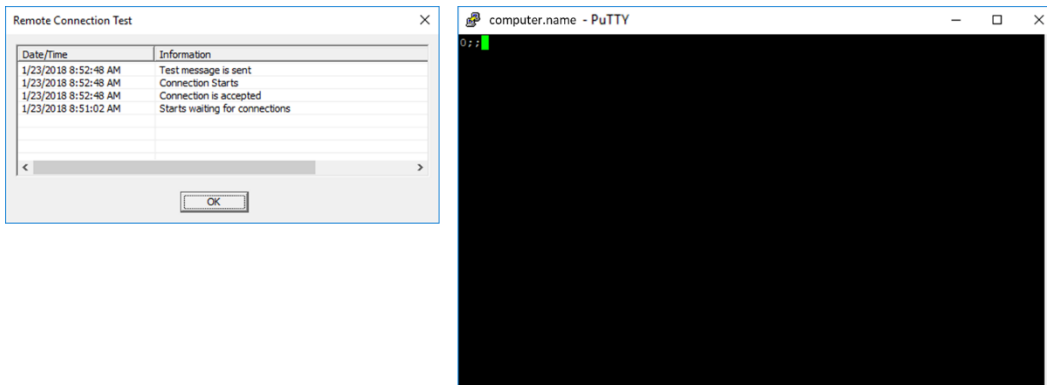 Remote Connection Test
Date/Time Information
1/23/2018 8:52:48 AM Test message is sent
1/23/2018 8:52:48 AM Connection Starts
1/23/2018 8:52:48 AM Connection is accepted
1/23/2018 8:51:02 AM Starts waiting for connections
OK
computer.name - PuTTY
0;;